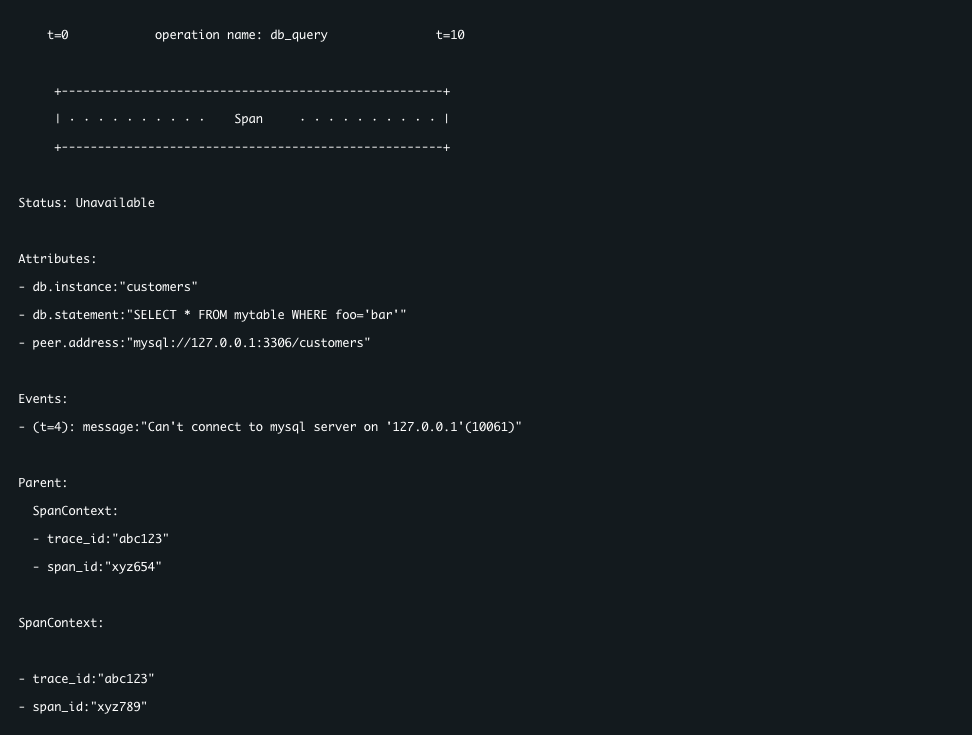 t=0 operation name: db_query t=10
+-----------------------------------------------------+
| · · · · · · · · · · Span · · · · · · · · · · |
+-----------------------------------------------------+
Status: Unavailable
Attributes:
- db.instance:"customers"
- db.statement:"SELECT * FROM mytable WHERE foo='bar'"
- peer.address:"mysql://127.0.0.1:3306/customers"
Events:
- (t=4): message:"Can't connect to mysql server on '127.0.0.1'(10061)"
Parent:
SpanContext:
- trace_id:"abc123"
- span_id:"xyz654"
SpanContext:
- trace_id:"abc123"
- span_id:"xyz789"